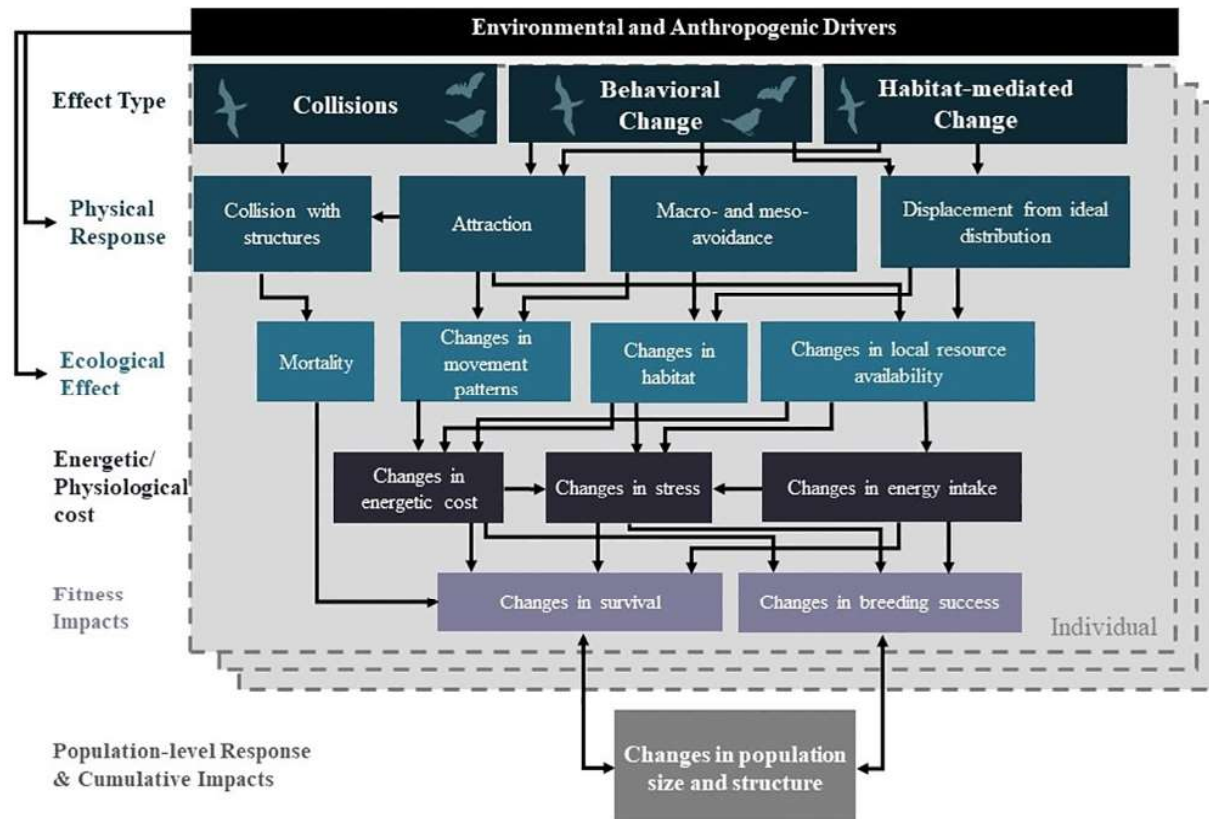 Environmental and Anthropogenic Drivers
Effect Type
Collisions
Behavioral
Change
Habitat-mediated
Change
Physical
Response
Collision with
structures
Attraction
Macro- and meso-
avoidance
Displacement from ideal
distribution
Ecological
Effect
Mortality
Changes in
movement
patterns
Changes in
habitat
Changes in local resource
availability
Energetic/
Physiological
cost
Changes in
energetic cost
Changes in stress
Changes in energy intake
Fitness
Impacts
Changes in survival
Changes in breeding success
Individual
Population-level Response
& Cumulative Impacts
Changes in population
size and structure